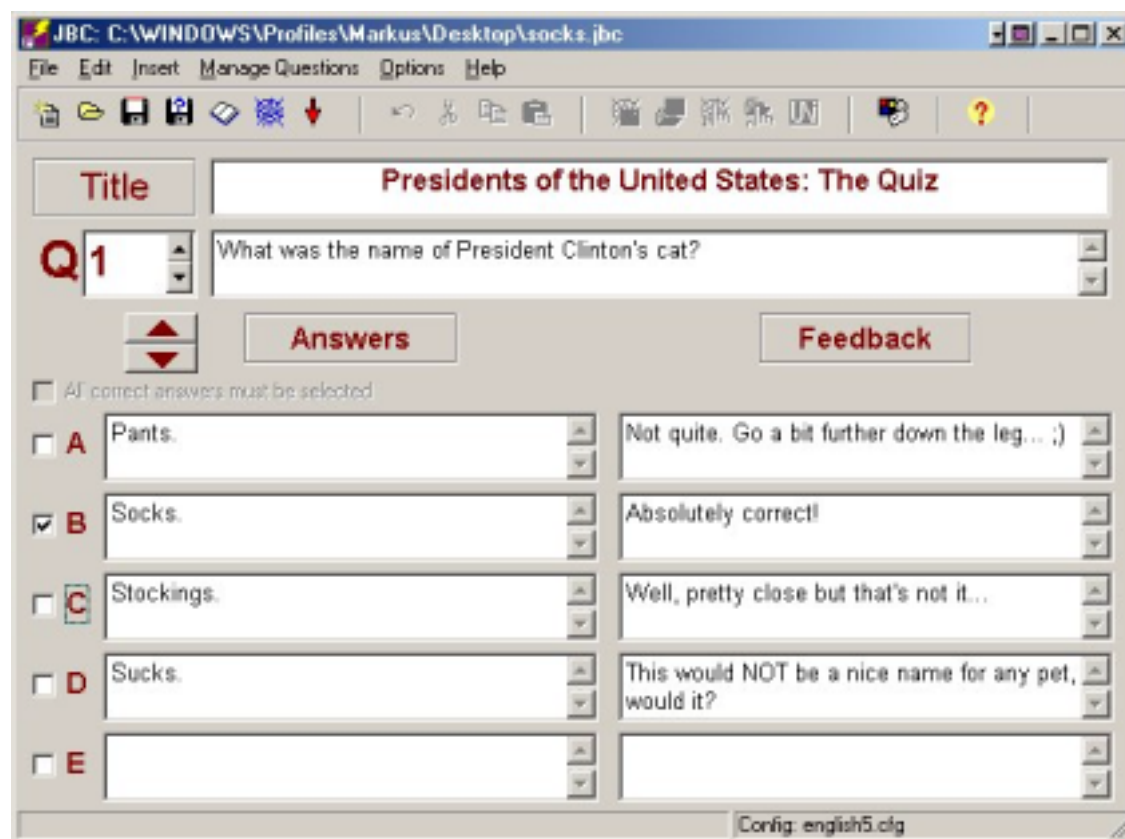 JBC: C:\WINDOWS\Profiles\Markus\Desktop\socks.jbc
File Edit Insert Manage Questions Options Help
Title
Presidents of the United States: The Quiz
Q 1
What was the name of President Clinton's cat?
Answers
Feedback
All correct answers must be selected
A
Pants.
Not quite. Go a bit further down the leg... ;)
B
Socks.
Absolutely correct!
C
Stockings.
Well, pretty close but that's not it...
D
Sucks.
This would NOT be a nice name for any pet,
would it?
E
Config: english5.cfg